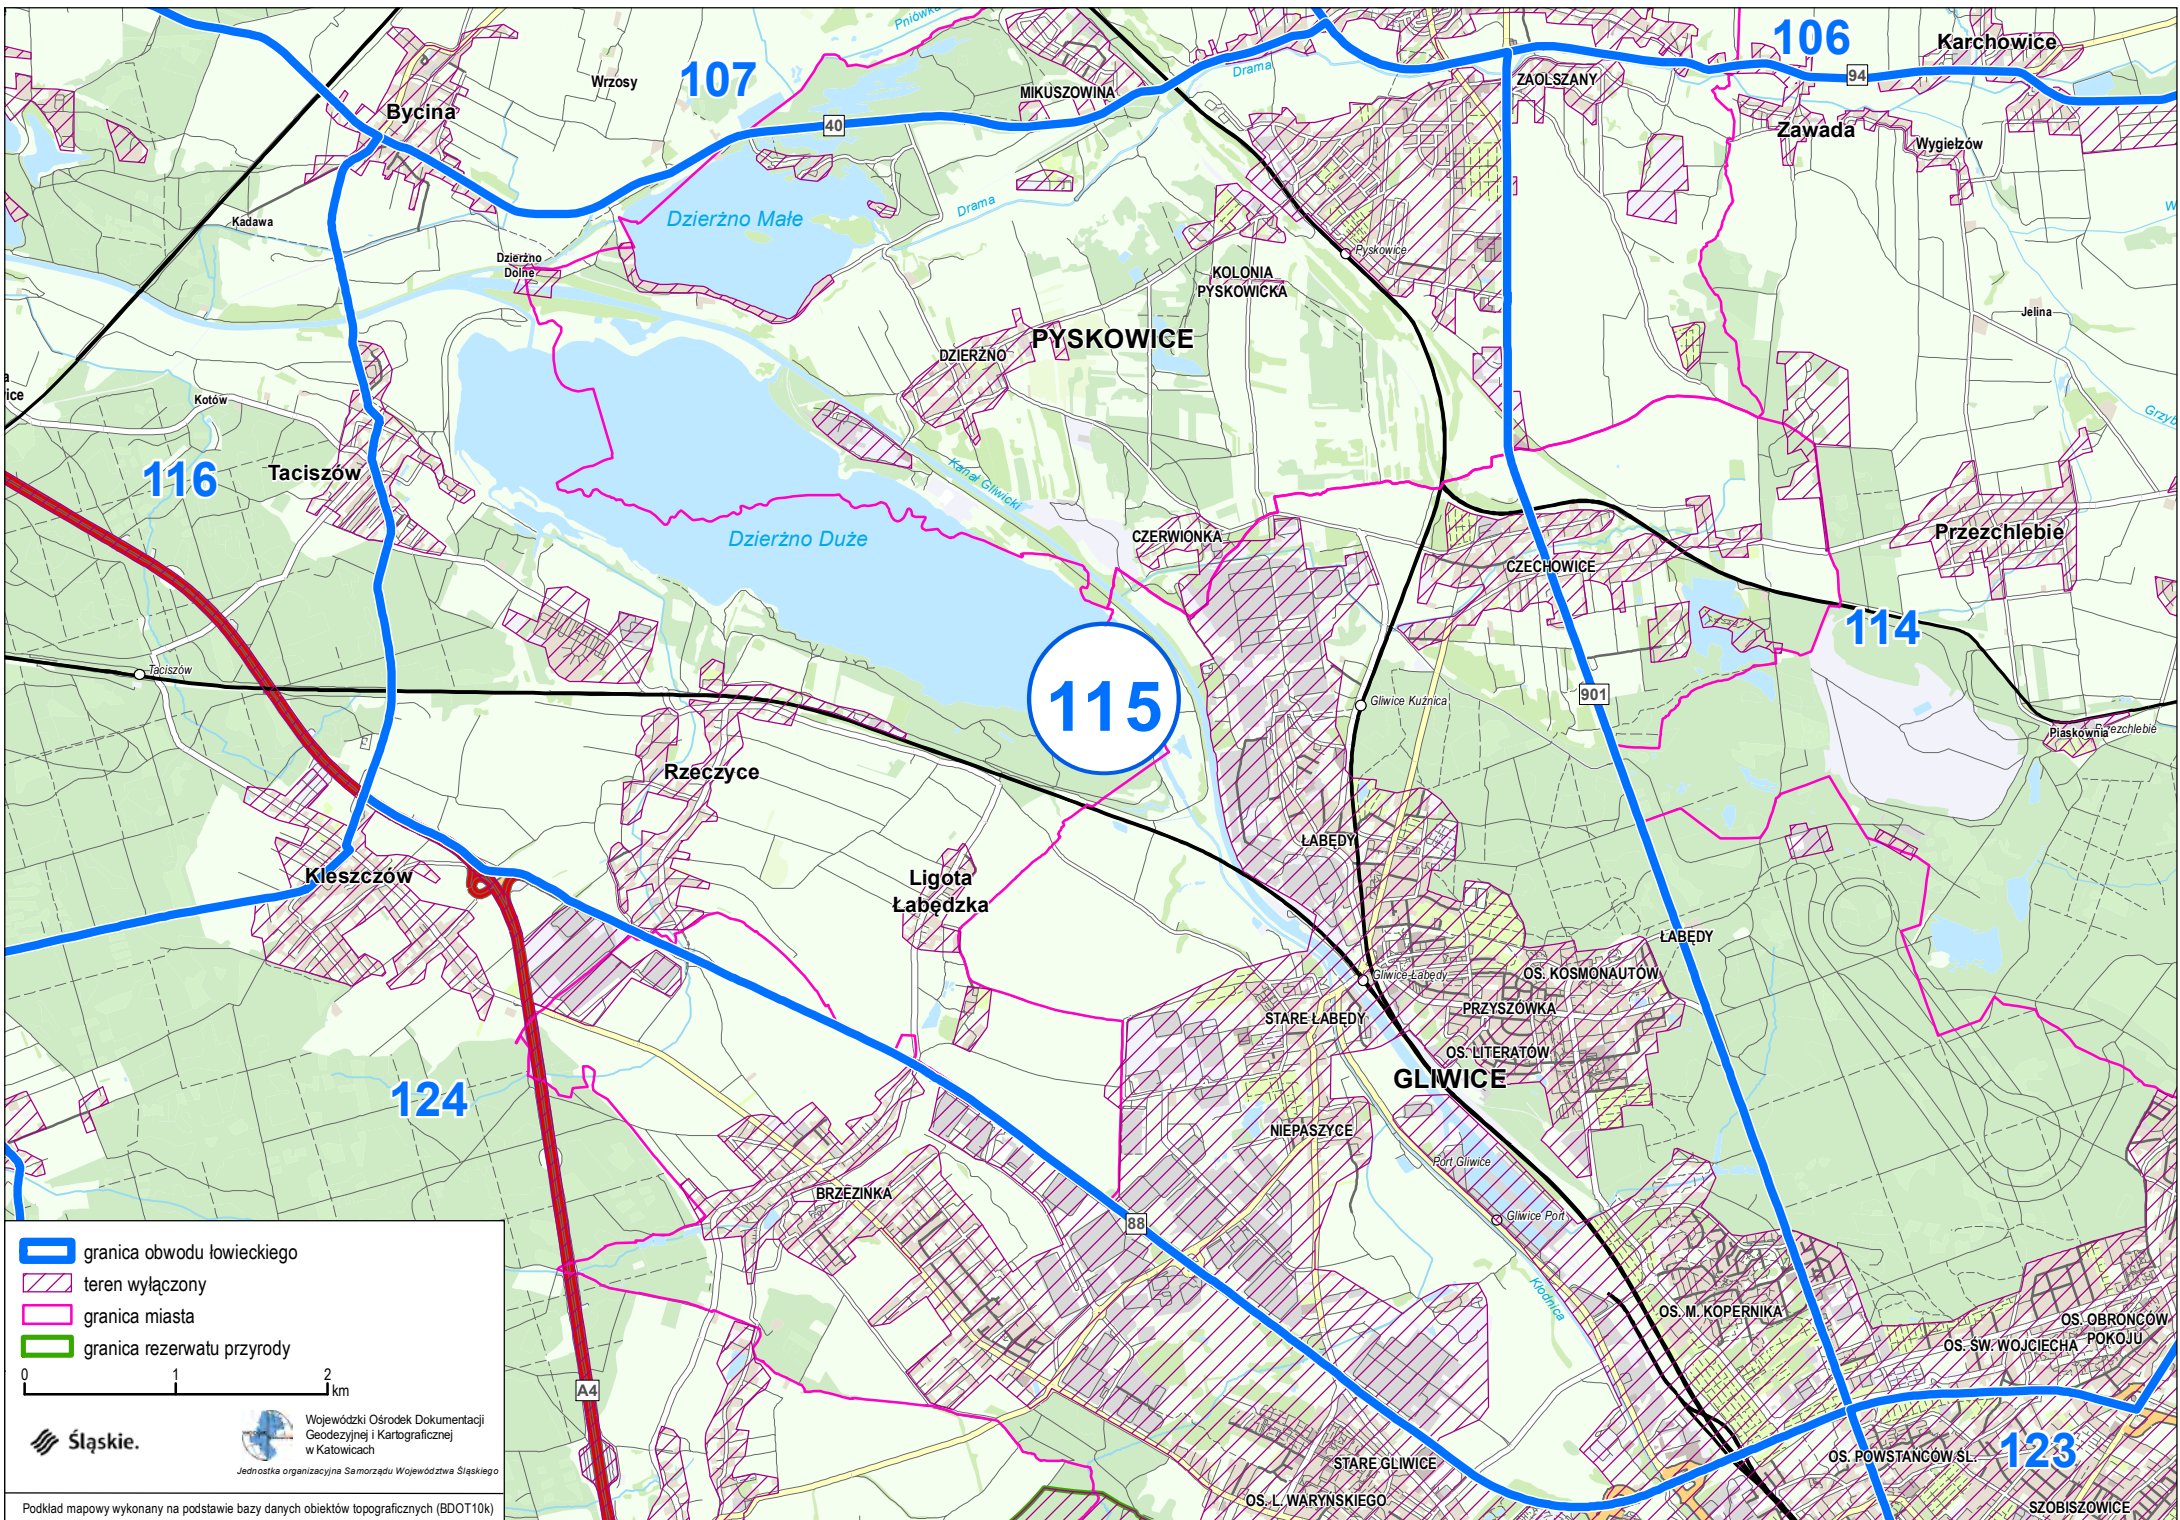 Pniówka
106
Karchowice
107
Wrzosy
Drama
ZAOLSZANY
94
MIKUSZOWINA
Bycina
40
Zawada
Wygiełzów
W
Kadawa
Dzierżno Małe
Drama
Dzierżno
Dolne
Pyskowice
KOLONIA
PYSKOWICKA
PYSKOWICE
Jelina
DZIERŻNO
ice
Kotów
Grzyb
116
Taciszów
Kanał Gliwicki
Dzierżno Duże
CZERWIONKA
Przezchlebie
CZECHOWICE
114
Taciszów
115
901
Gliwice Kuźnica
Piaskownia
ezchlebie
Rzeczyce
ŁABĘDY
Kleszczów
Ligota
Łabędzka
ŁABĘDY
Gliwice-Łabędy
OS. KOSMONAUTÓW
PRZYSZÓWKA
STARE ŁABĘDY
OS. LITERATÓW
GLIWICE
124
NIEPASZYCE
Port Gliwice
BRZEZINKA
88
Gliwice Port
Kłodnica
OS. M. KOPERNIKA
OS. OBROŃCÓW
POKOJU
OS. ŚW. WOJCIECHA
A4
STARE GLIWICE
OS. POWSTAŃCÓW ŚL.
123
OS. L. WARYŃSKIEGO
SZOBISZOWICE
granica obwodu łowieckiego
teren wyłączony
granica miasta
granica rezerwatu przyrody
0 1 2
km
Śląskie.
Wojewódzki Ośrodek Dokumentacji
Geodezyjnej i Kartograficznej
w Katowicach
Jednostka organizacyjna Samorządu Województwa Śląskiego
Podkład mapowy wykonany na podstawie bazy danych obiektów topograficznych (BDOT10k)